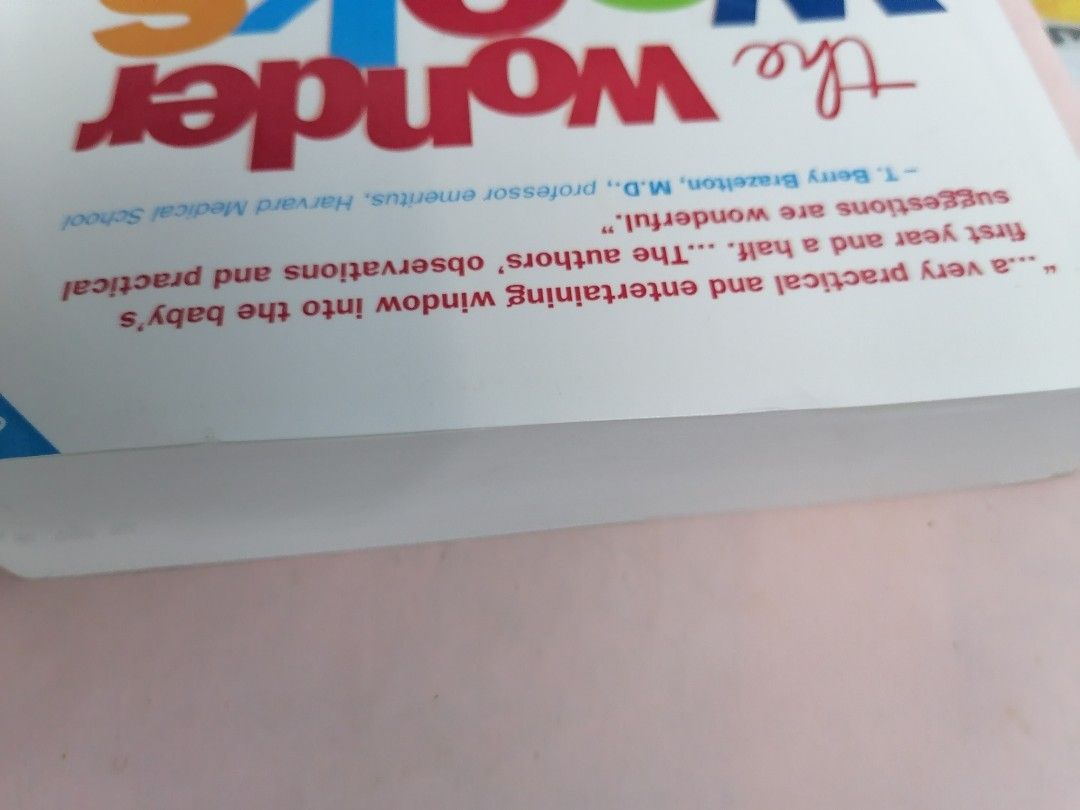 “...a very practical and entertaining window into the baby’s
first year and a half. ...The authors’ observations and practical
suggestions are wonderful.”
– T. Berry Brazelton, M.D., professor emeritus, Harvard Medical School
the wonder
weeks